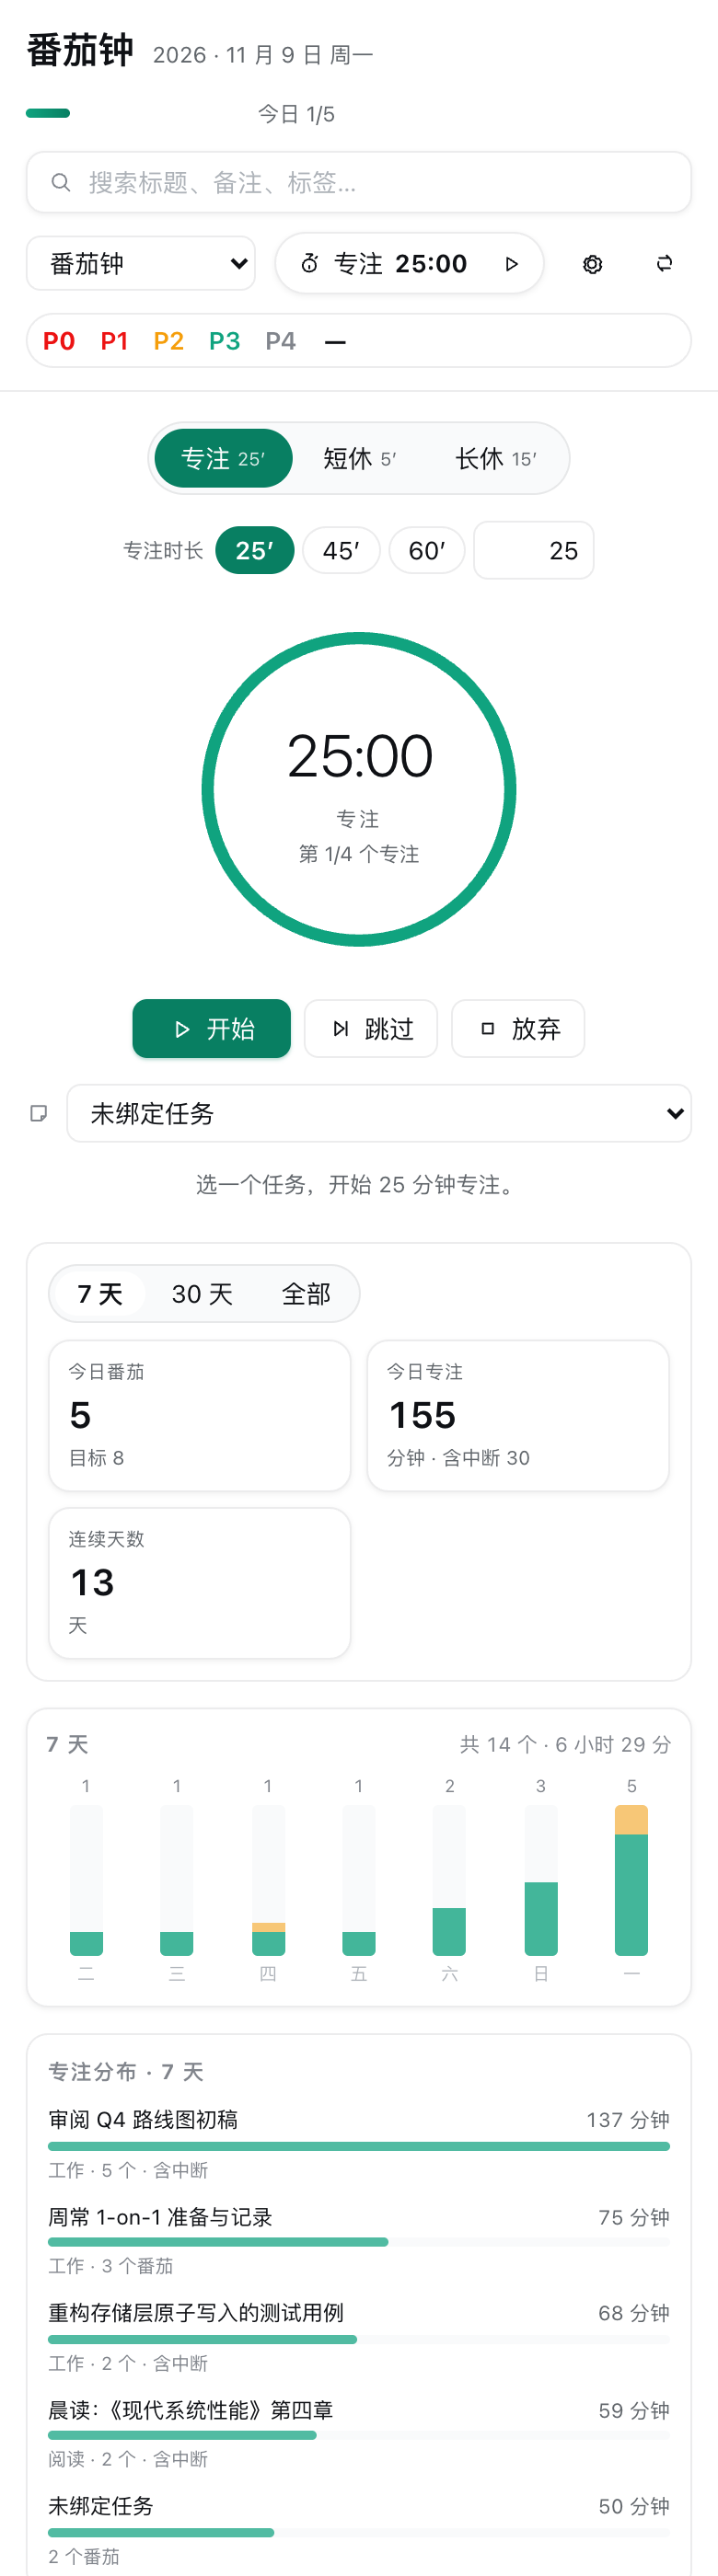 番茄钟 2026 · 11 月 9 日 周一
今日 1/5
搜索标题、备注、标签...
番茄钟 专注 25:00
P0 P1 P2 P3 P4 —
专注 25′ 短休 5′ 长休 15′
专注时长 25′ 45′ 60′ 25
25:00
专注
第 1/4 个专注
开始 跳过 放弃
未绑定任务
选一个任务，开始 25 分钟专注。
7 天 30 天 全部
今日番茄
5
目标 8
今日专注
155
分钟 · 含中断 30
连续天数
13
天
7 天 共 14 个 · 6 小时 29 分
1 1 1 1 2 3 5
二 三 四 五 六 日 一
专注分布 · 7 天
审阅 Q4 路线图初稿 137 分钟
工作 · 5 个 · 含中断
周常 1-on-1 准备与记录 75 分钟
工作 · 3 个番茄
重构存储层原子写入的测试用例 68 分钟
工作 · 2 个 · 含中断
晨读：《现代系统性能》第四章 59 分钟
阅读 · 2 个 · 含中断
未绑定任务 50 分钟
2 个番茄